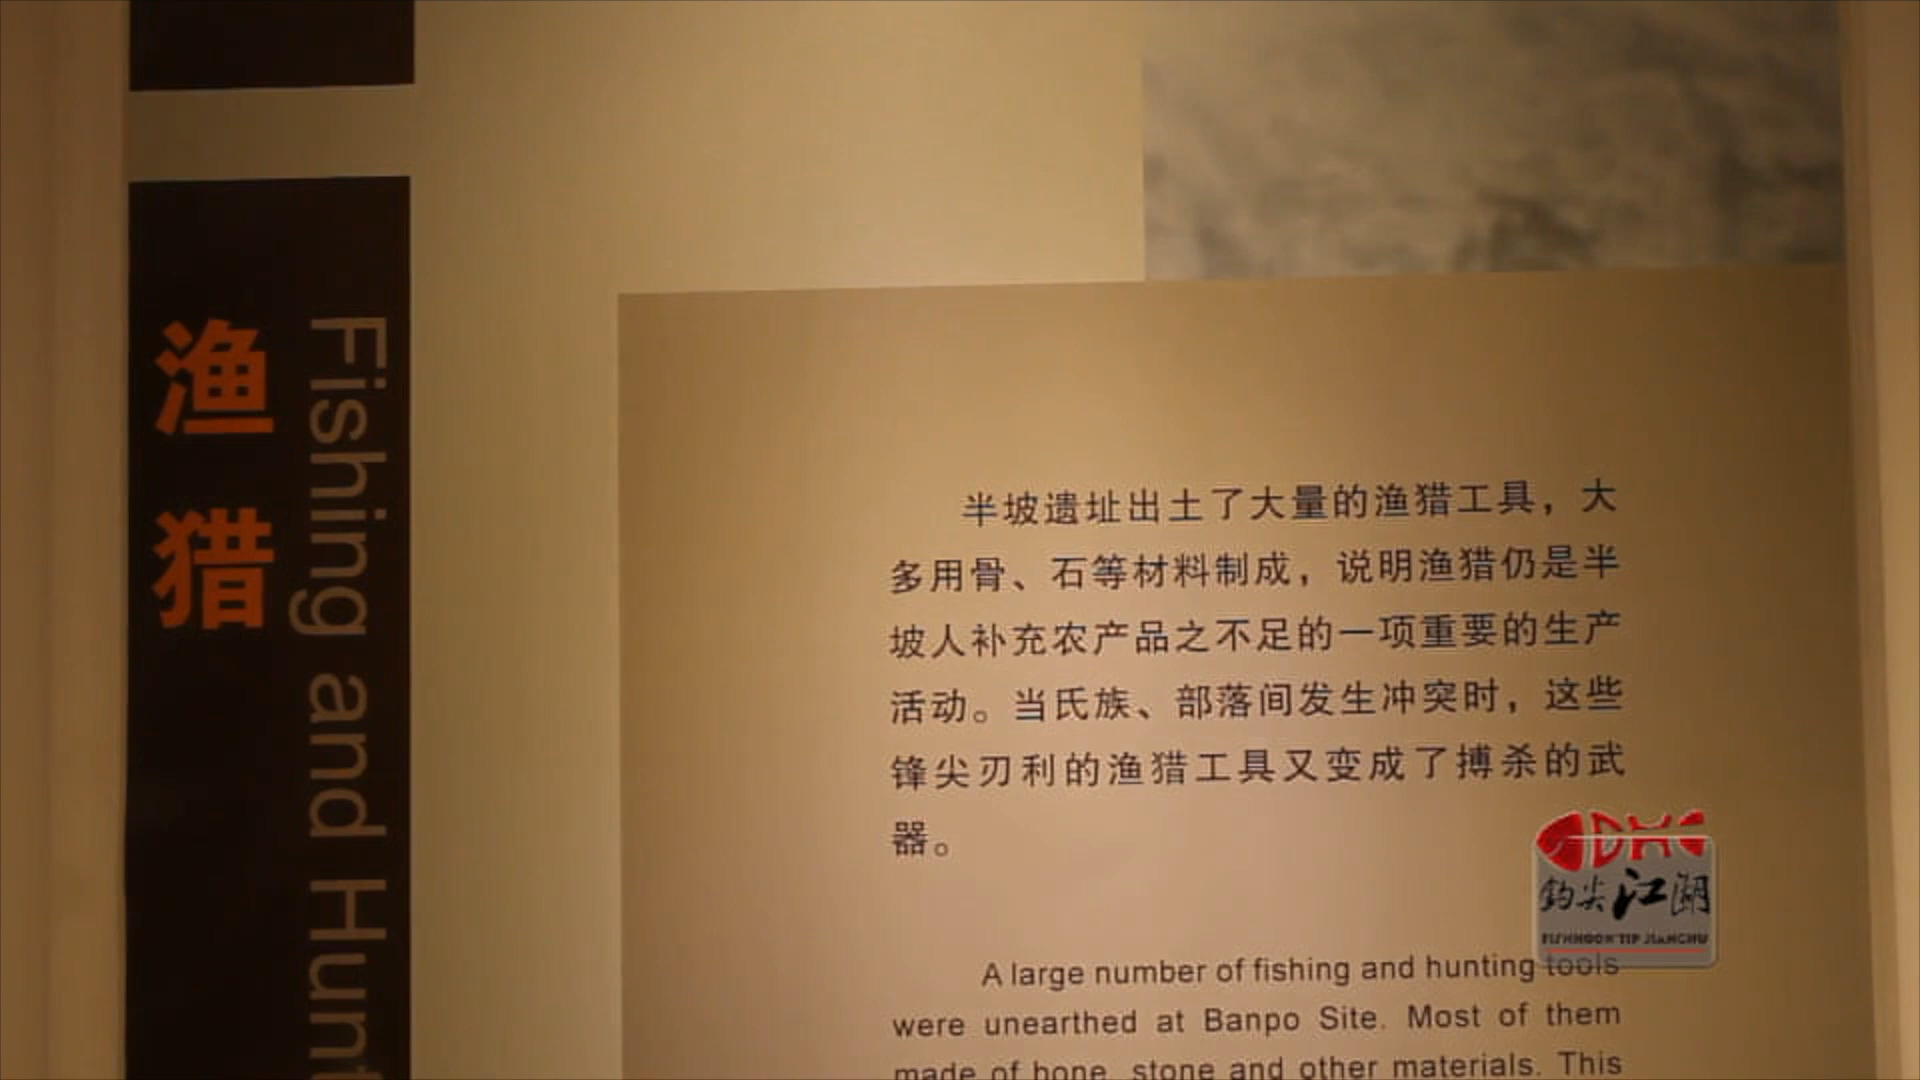 渔猎
Fishing and Hunt
半坡遗址出土了大量的渔猎工具，大
多用骨、石等材料制成，说明渔猎仍是半
坡人补充农产品之不足的一项重要的生产
活动。当氏族、部落间发生冲突时，这些
锋尖刃利的渔猎工具又变成了搏杀的武
器。
A large number of fishing and hunting tools
were unearthed at Banpo Site. Most of them
made of bone, stone and other materials. This
钓尖江湖
FISHHOOK TIP JIANGHU